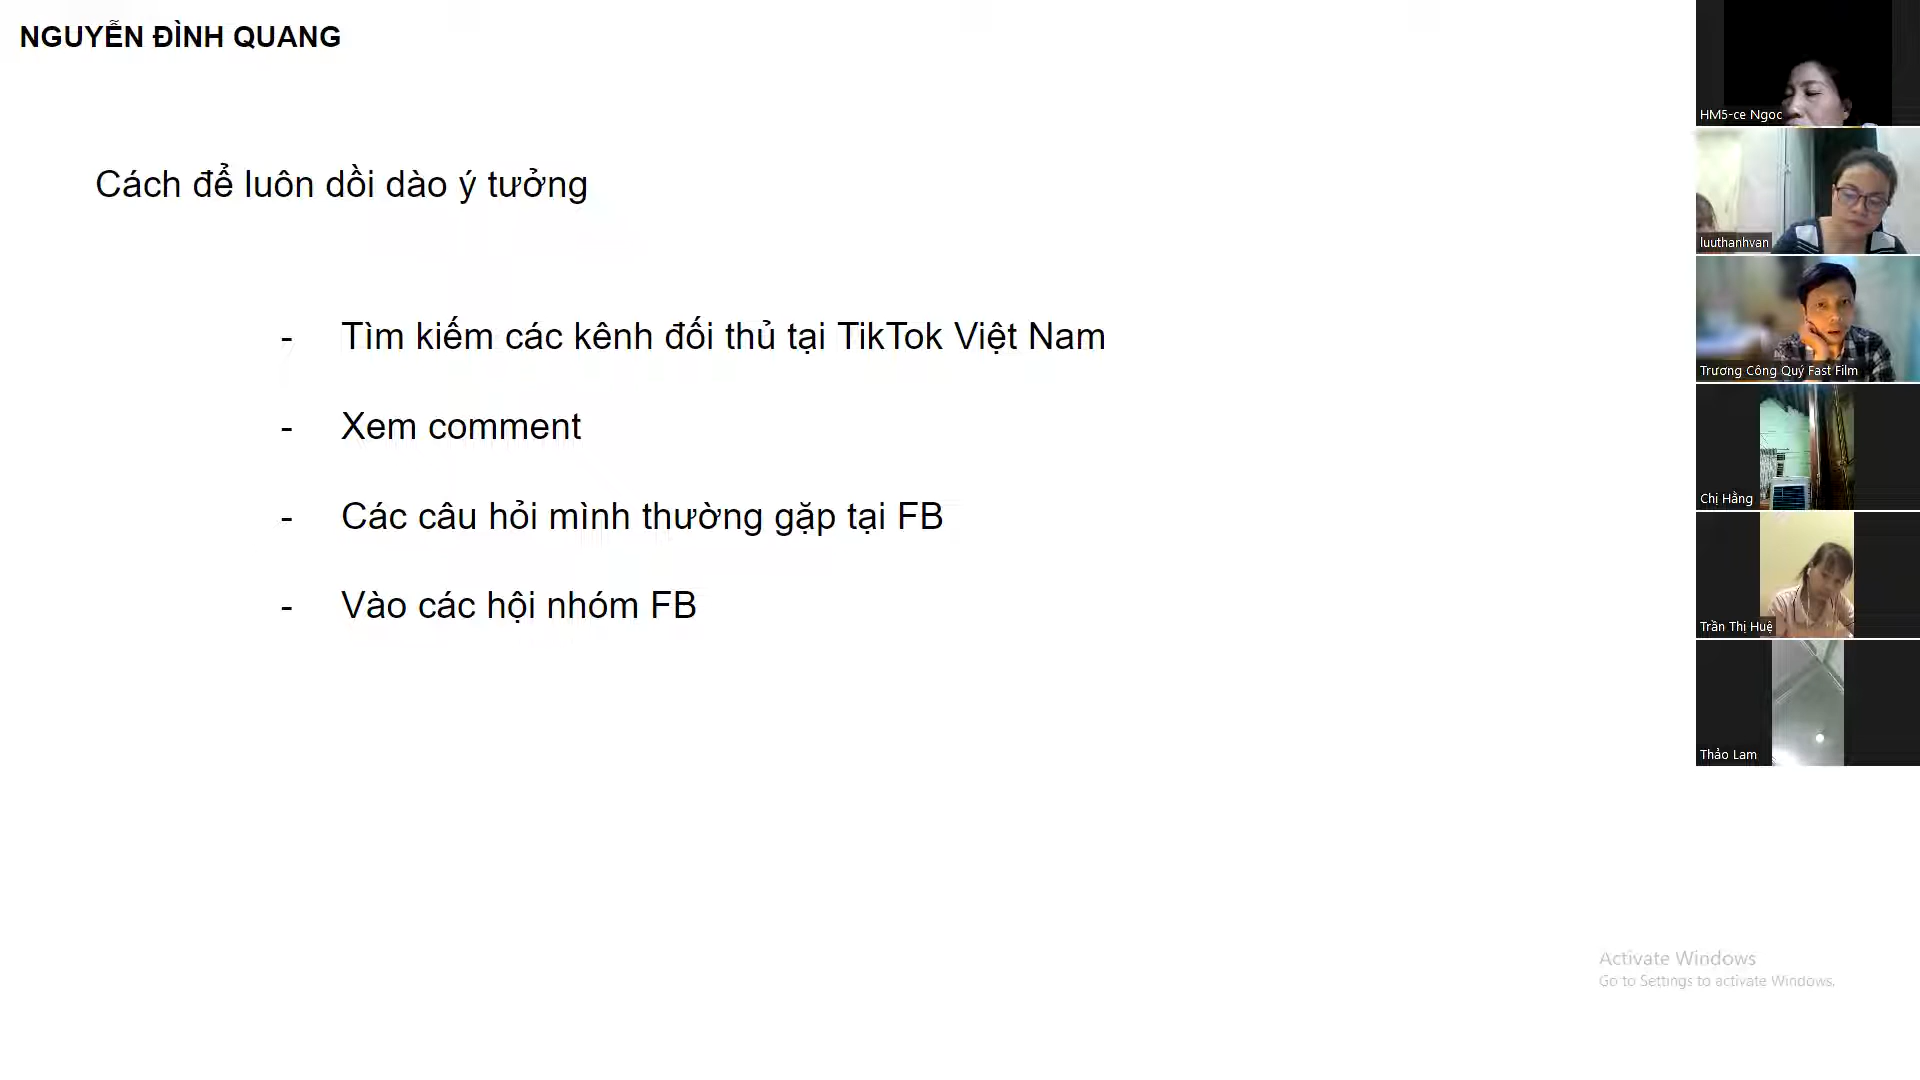 NGUYỄN ĐÌNH QUANG
Cách để luôn dồi dào ý tưởng
- Tìm kiếm các kênh đối thủ tại TikTok Việt Nam
- Xem comment
- Các câu hỏi mình thường gặp tại FB
- Vào các hội nhóm FB
HM5-ce Ngoc
luuthanhvan
Trương Công Quý Fast Film
Chị Hằng
Trần Thị Huệ
Thảo Lam
Activate Windows
Go to Settings to activate Windows.